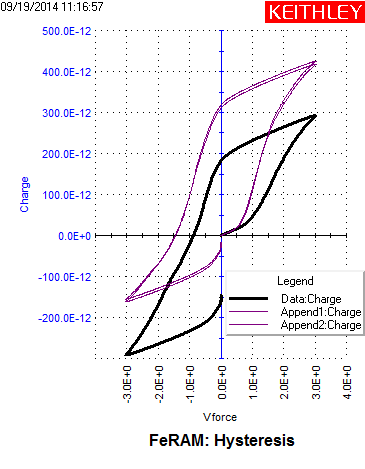 09/19/2014 11:16:57
KEITHLEY
500.0E-12
400.0E-12
300.0E-12
200.0E-12
100.0E-12
0.0E+0
-100.0E-12
-200.0E-12
Charge
Legend
Data:Charge
Append1:Charge
Append2:Charge
-3.0E+0
-2.0E+0
-1.0E+0
0.0E+0
1.0E+0
2.0E+0
3.0E+0
4.0E+0
Vforce
FeRAM: Hysteresis